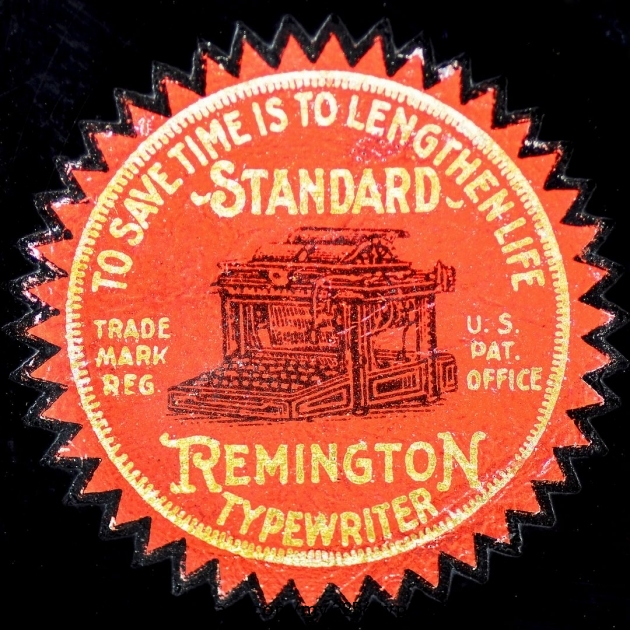 TO SAVE TIME IS TO LENGTHEN LIFE
STANDARD
TRADE
MARK
REG.
U. S.
PAT.
OFFICE
REMINGTON
TYPEWRITER